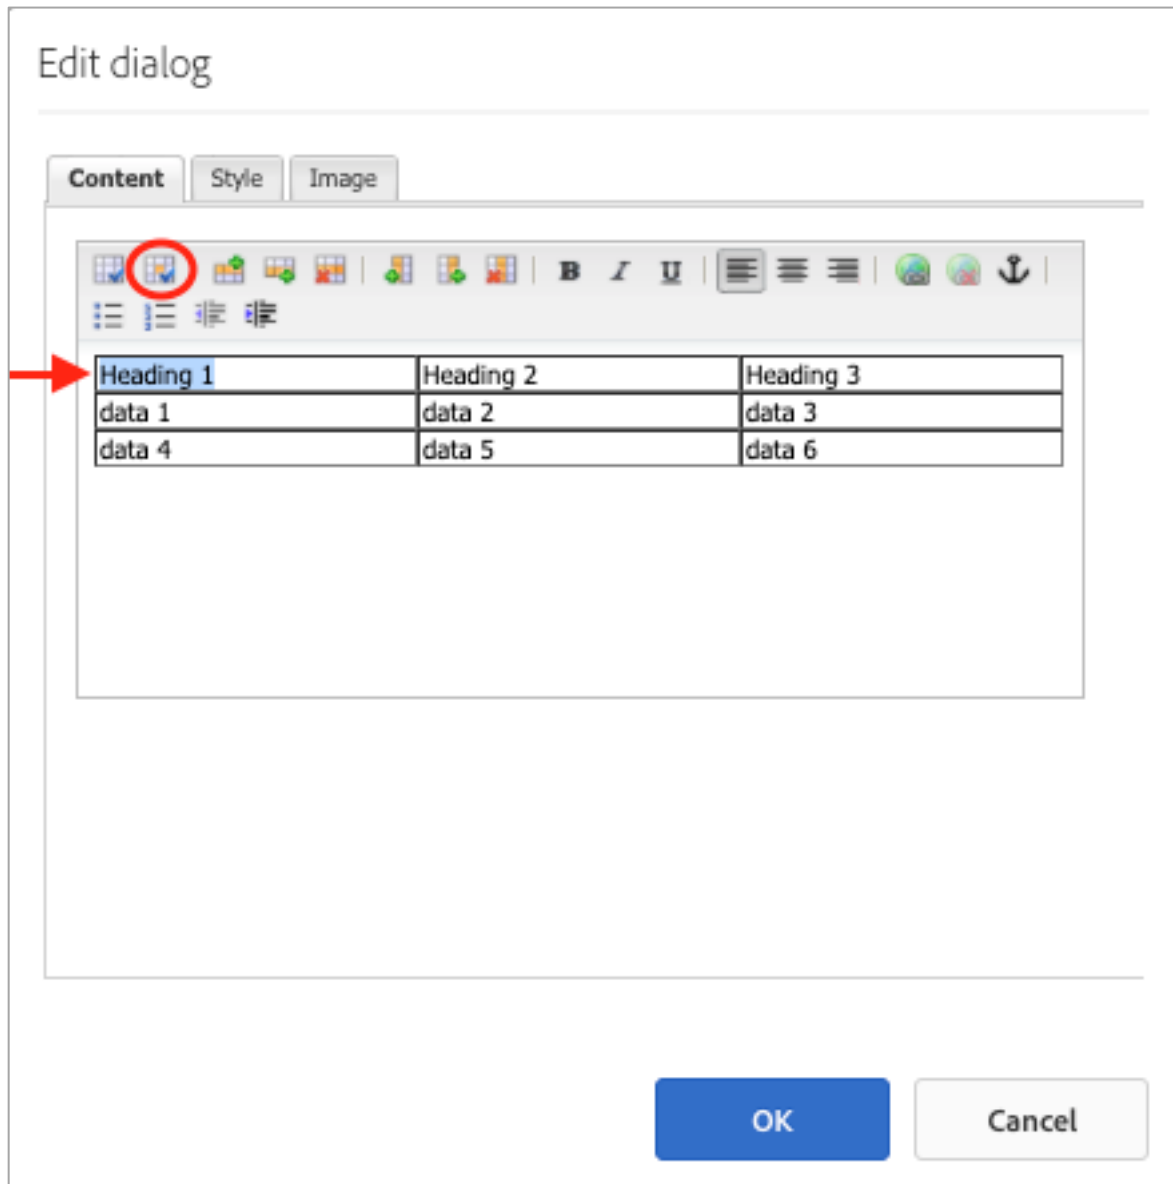 Edit dialog
Content Style Image
B I U
Heading 1 Heading 2 Heading 3
data 1 data 2 data 3
data 4 data 5 data 6
OK Cancel